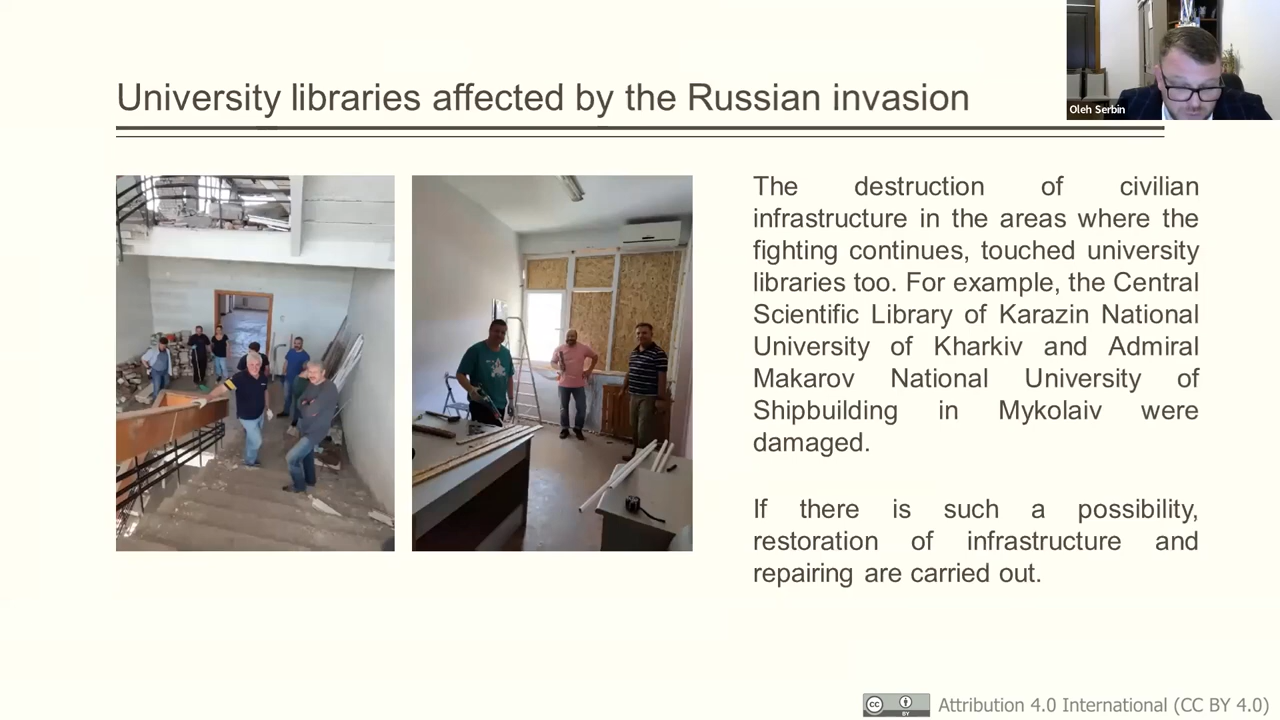 University libraries affected by the Russian invasion
Oleh Serbin
The destruction of civilian
infrastructure in the areas where the
fighting continues, touched university
libraries too. For example, the Central
Scientific Library of Karazin National
University of Kharkiv and Admiral
Makarov National University of
Shipbuilding in Mykolaiv were
damaged.
If there is such a possibility,
restoration of infrastructure and
repairing are carried out.
cc BY Attribution 4.0 International (CC BY 4.0)